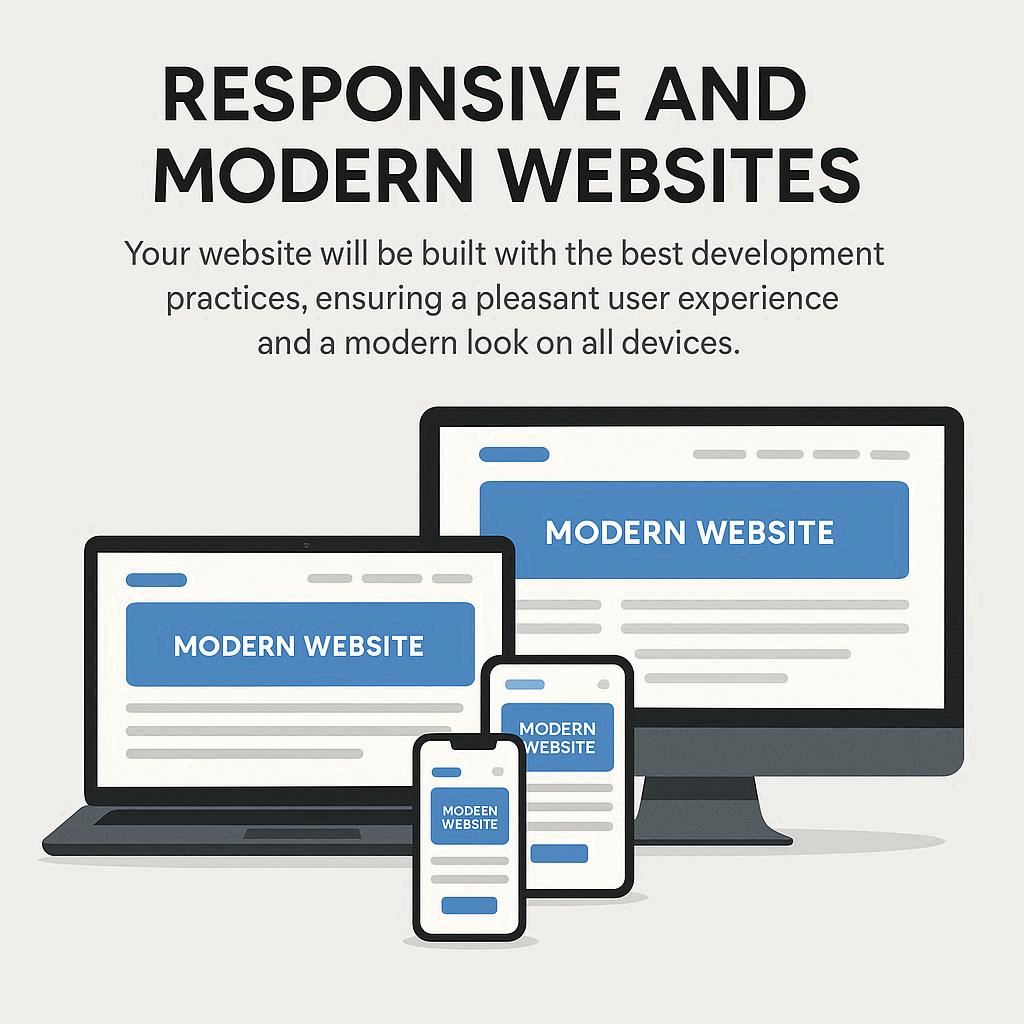 RESPONSIVE AND
MODERN WEBSITES
Your website will be built with the best development
practices, ensuring a pleasant user experience
and a modern look on all devices.
MODERN WEBSITE
MODERN WEBSITE
MODERN
WEBSITE
MODEEN
WEBSITE